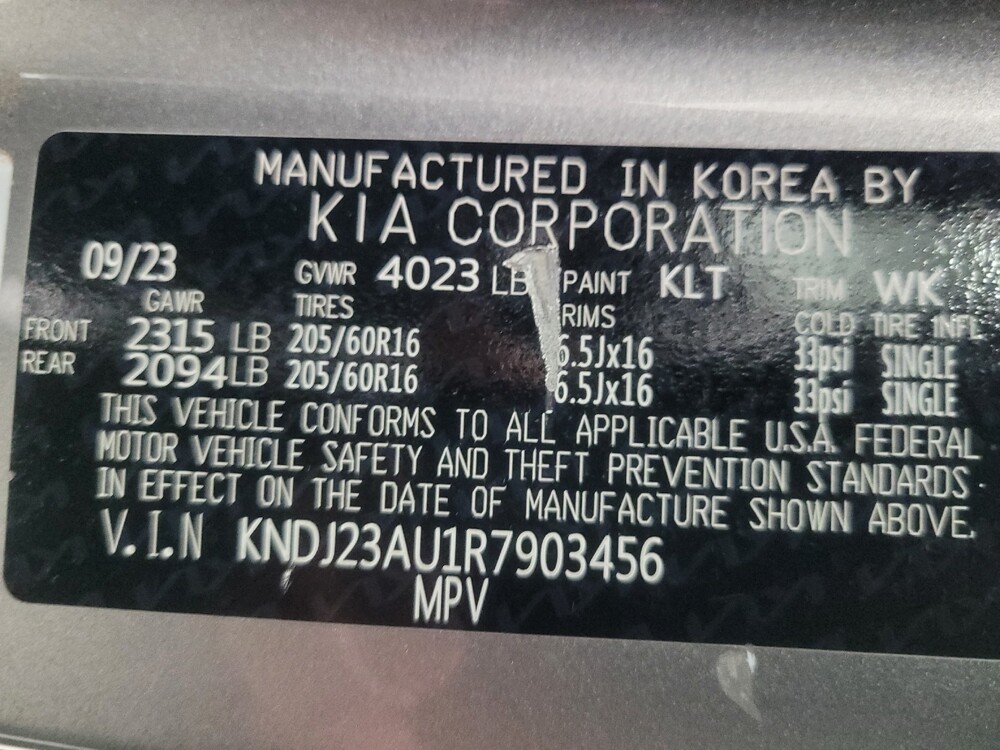 MANUFACTURED IN KOREA BY
KIA CORPORATION
09/23 GVWR 4023 LB PAINT KLT TRIM WK
GAWR TIRES RIMS COLD TIRE INFL
FRONT 2315 LB 205/60R16 6.5Jx16 33psi SINGLE
REAR 2094 LB 205/60R16 6.5Jx16 33psi SINGLE
THIS VEHICLE CONFORMS TO ALL APPLICABLE U.S.A. FEDERAL
MOTOR VEHICLE SAFETY AND THEFT PREVENTION STANDARDS
IN EFFECT ON THE DATE OF MANUFACTURE SHOWN ABOVE.
V.I.N KNDJ23AU1R7903456
MPV